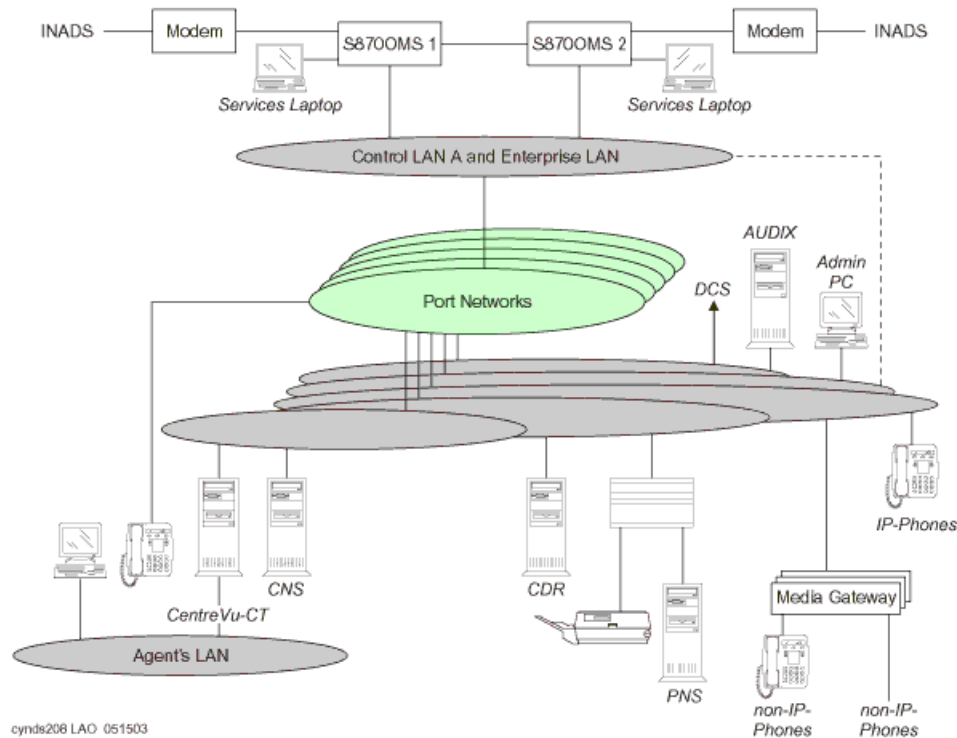 INADS
Modem
S8700MS 1
S8700MS 2
Modem
INADS
Services Laptop
Services Laptop
Control LAN A and Enterprise LAN
AUDIX
Admin
PC
DCS
Port Networks
IP-Phones
CNS
CDR
CentreVu-CT
Media Gateway
Agent's LAN
PNS
non-IP-
Phones
non-IP-
Phones
cynds208 LAO 051503